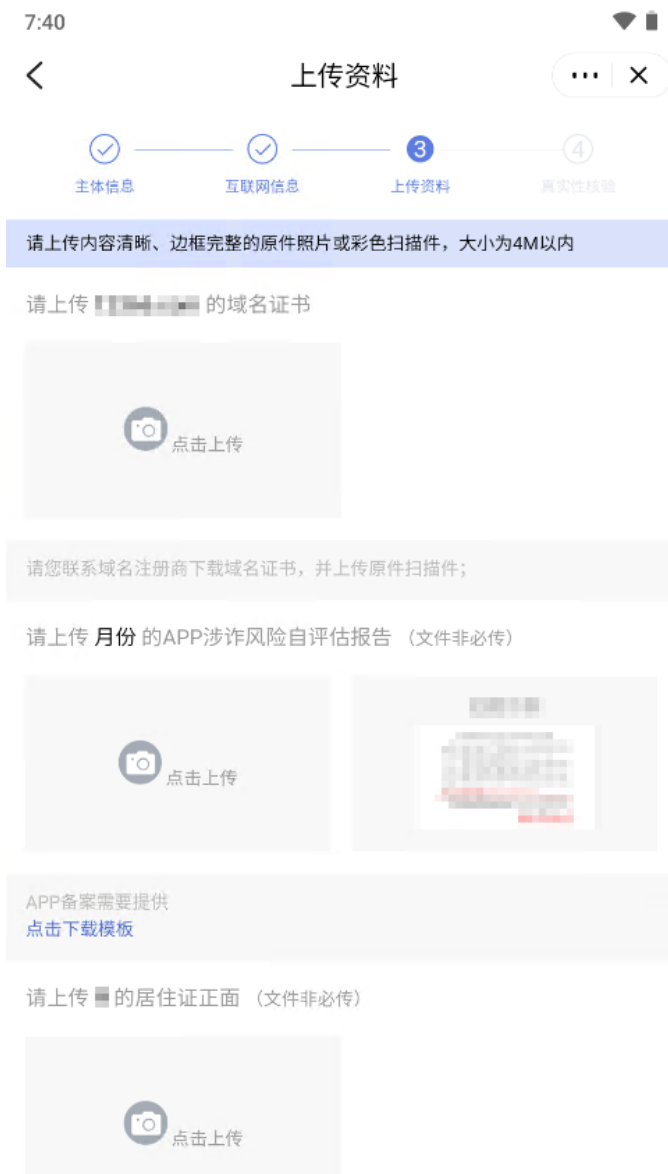 7:40
上传资料
3
4
主体信息
互联网信息
上传资料
真实性核验
请上传内容清晰、边框完整的原件照片或彩色扫描件，大小为4M以内
请上传 的域名证书
点击上传
请您联系域名注册商下载域名证书，并上传原件扫描件；
请上传 月份 的APP涉诈风险自评估报告 （文件非必传）
点击上传
APP备案需要提供
点击下载模板
请上传 的居住证正面 （文件非必传）
点击上传